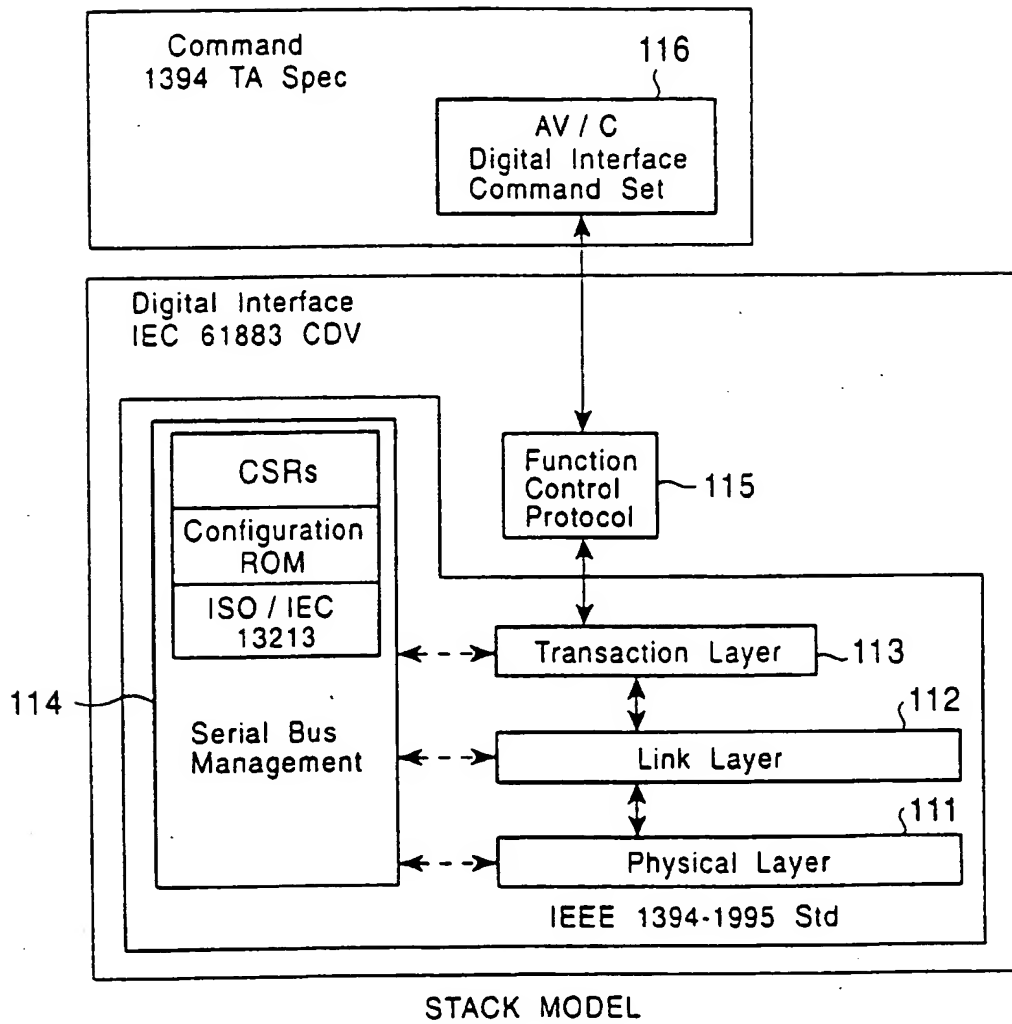 Command
1394 TA Spec
116
AV / C
Digital Interface
Command Set
Digital Interface
IEC 61883 CDV
CSRs
Configuration
ROM
ISO / IEC
13213
Function
Control
Protocol
115
Transaction Layer
113
114
Serial Bus
Management
112
Link Layer
111
Physical Layer
IEEE 1394-1995 Std
STACK MODEL